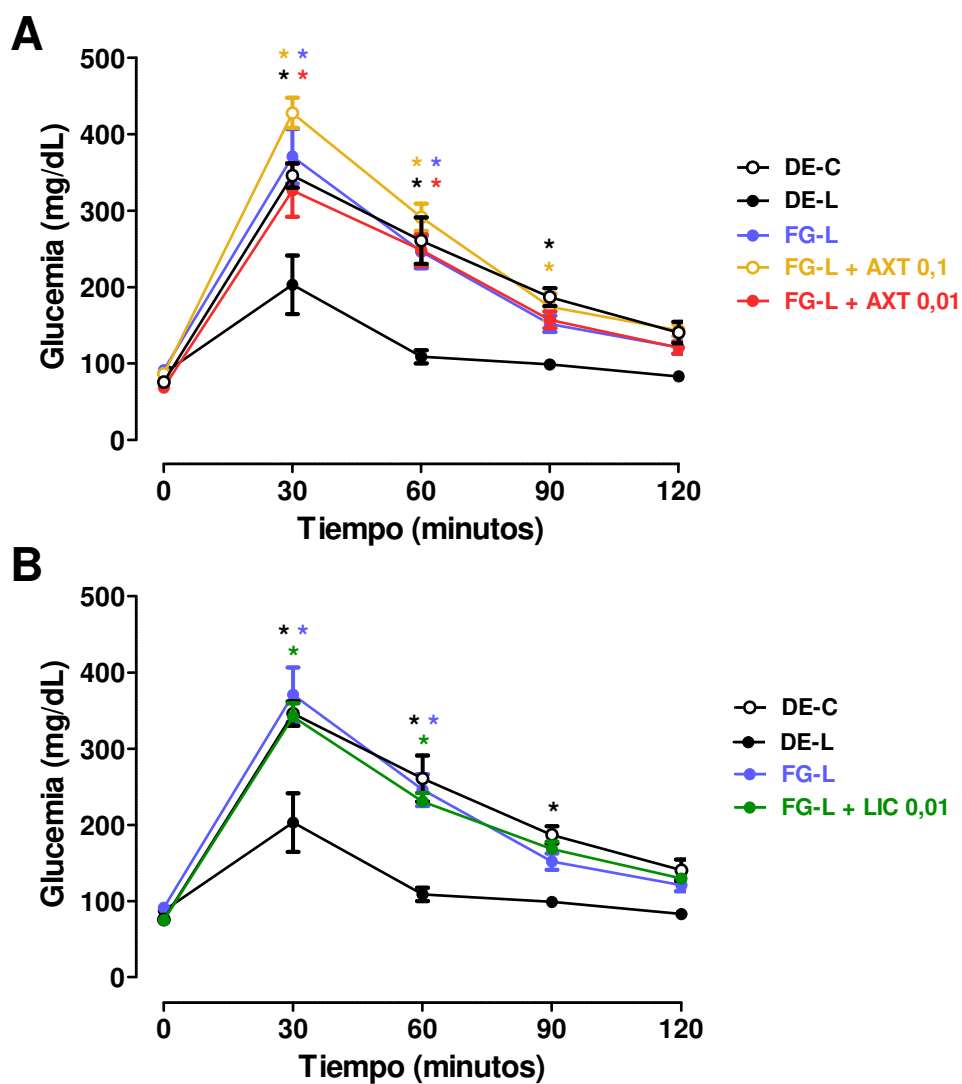 A
500
400
300
200
100
0
Glucemia (mg/dL)
* *
* *
* *
* *
*
*
0 30 60 90 120
Tiempo (minutos)
DE-C
DE-L
FG-L
FG-L + AXT 0,1
FG-L + AXT 0,01
B
500
400
300
200
100
0
Glucemia (mg/dL)
* *
*
* *
*
*
0 30 60 90 120
Tiempo (minutos)
DE-C
DE-L
FG-L
FG-L + LIC 0,01